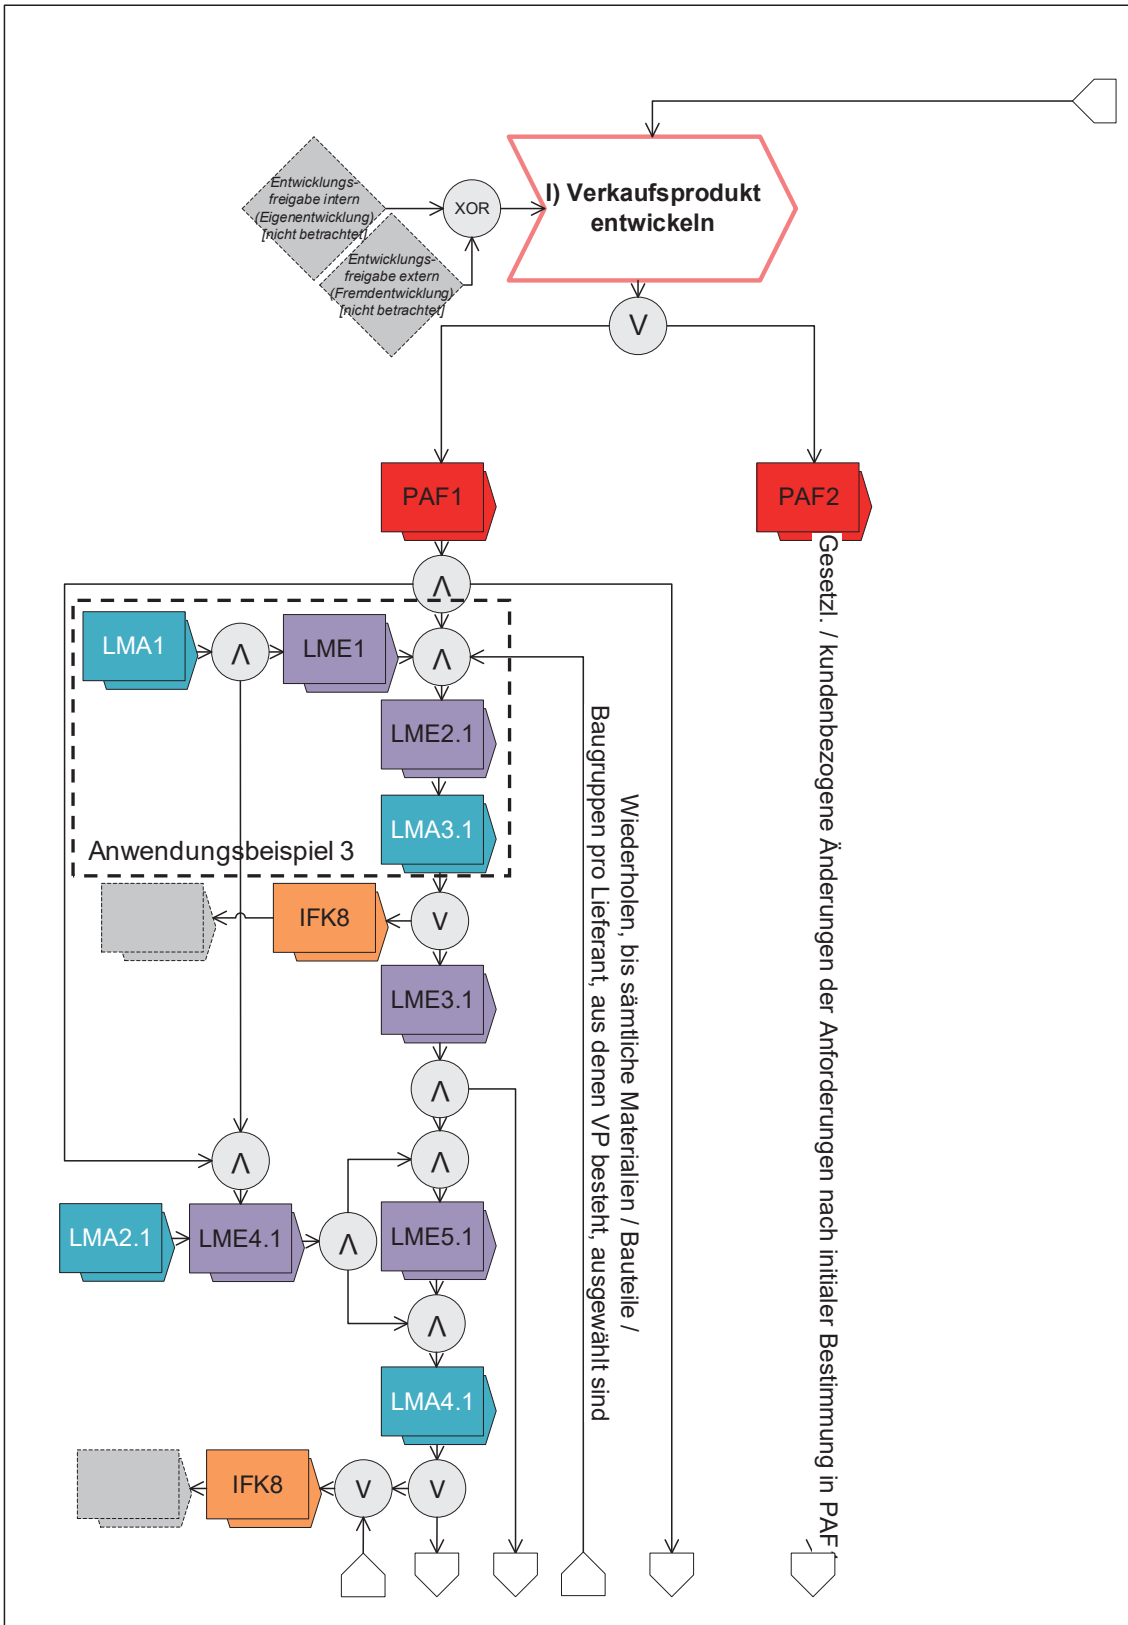 Entwicklungs-
freigabe intern
(Eigenentwicklung)
[nicht betrachtet]
Entwicklungs-
freigabe extern
(Fremdentwicklung)
[nicht betrachtet]
XOR
I) Verkaufsprodukt
entwickeln
V
PAF1
PAF2
Λ
LMA1
Λ
LME1
Λ
LME2.1
LMA3.1
Anwendungsbeispiel 3
IFK8
V
LME3.1
Λ
Λ
Λ
LMA2.1
LME4.1
Λ
LME5.1
Λ
LMA4.1
IFK8
V
V
Wiederholen, bis sämtliche Materialien / Bauteile /
Baugruppen pro Lieferant, aus denen VP besteht, ausgewählt sind
Gesetzl. / kundenbezogene Änderungen der Anforderungen nach initialer Bestimmung in PAF1